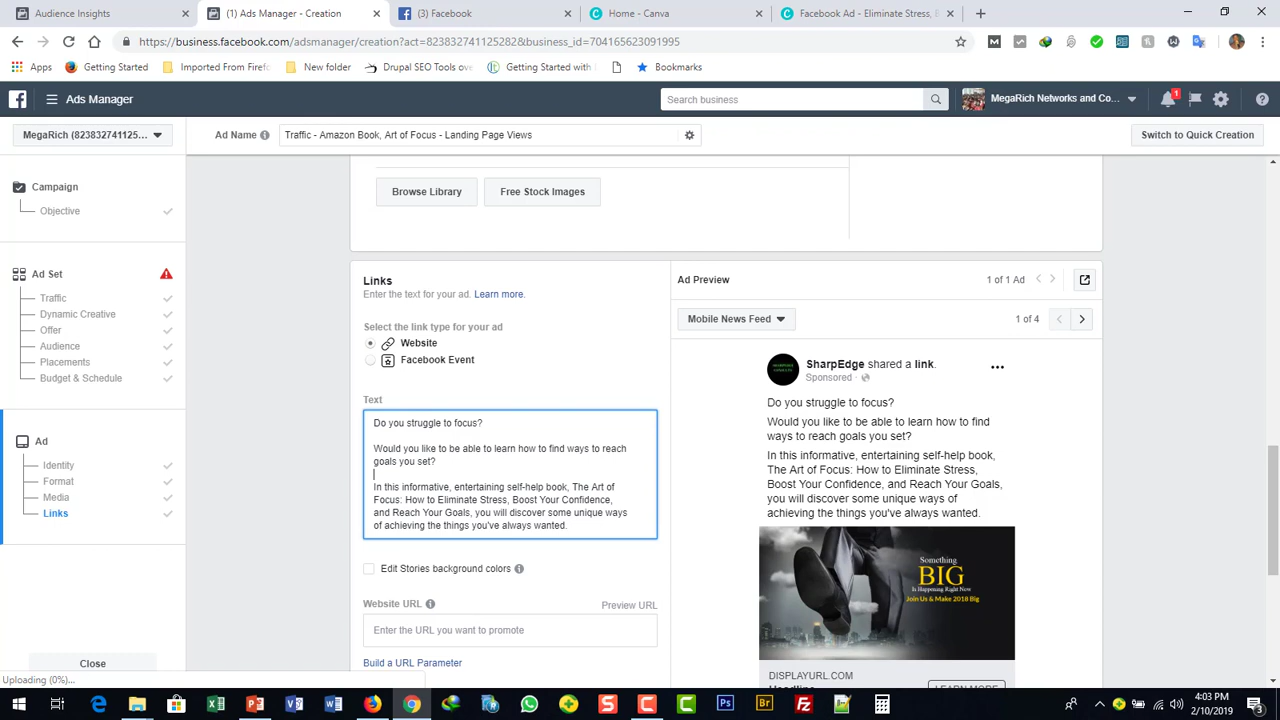 Audience Insights
(1) Ads Manager - Creation
(3) Facebook
Home - Canva
Facebook Ad - Eliminate Stress, B
https://business.facebook.com/adsmanager/creation?act=823832741125282&business_id=704165623091995
Apps
Getting Started
Imported From Firef
New folder
Drupal SEO Tools ove
Getting Started with
Bookmarks
Ads Manager
Search business
MegaRich Networks and Co...
1
MegaRich (823832741125...
Ad Name
Traffic - Amazon Book, Art of Focus - Landing Page Views
Switch to Quick Creation
Campaign
Objective
Ad Set
Traffic
Dynamic Creative
Offer
Audience
Placements
Budget & Schedule
Ad
Identity
Format
Media
Links
Close
Uploading (0%)...
Browse Library
Free Stock Images
Links
Enter the text for your ad. Learn more.
Select the link type for your ad
Website
Facebook Event
Text
Do you struggle to focus?
Would you like to be able to learn how to find ways to reach
goals you set?
In this informative, entertaining self-help book, The Art of
Focus: How to Eliminate Stress, Boost Your Confidence,
and Reach Your Goals, you will discover some unique ways
of achieving the things you've always wanted.
Edit Stories background colors
Website URL
Preview URL
Enter the URL you want to promote
Build a URL Parameter
Ad Preview
1 of 1 Ad
Mobile News Feed
1 of 4
SharpEdge shared a link.
Sponsored
Do you struggle to focus?
Would you like to be able to learn how to find
ways to reach goals you set?
In this informative, entertaining self-help book,
The Art of Focus: How to Eliminate Stress,
Boost Your Confidence, and Reach Your Goals,
you will discover some unique ways of
achieving the things you've always wanted.
Something
BIG
Is Happening Right Now
Join Us & Make 2018 Big
DISPLAYURL.COM
Headline
LEARN MORE
4:03 PM
2/10/2019